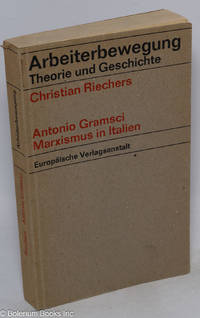 Arbeiterbewegung
Theorie und Geschichte
Christian Riechers
Antonio Gramsci
Marxismus in Italien
Europäische Verlagsanstalt
© Bolerium Books Inc.